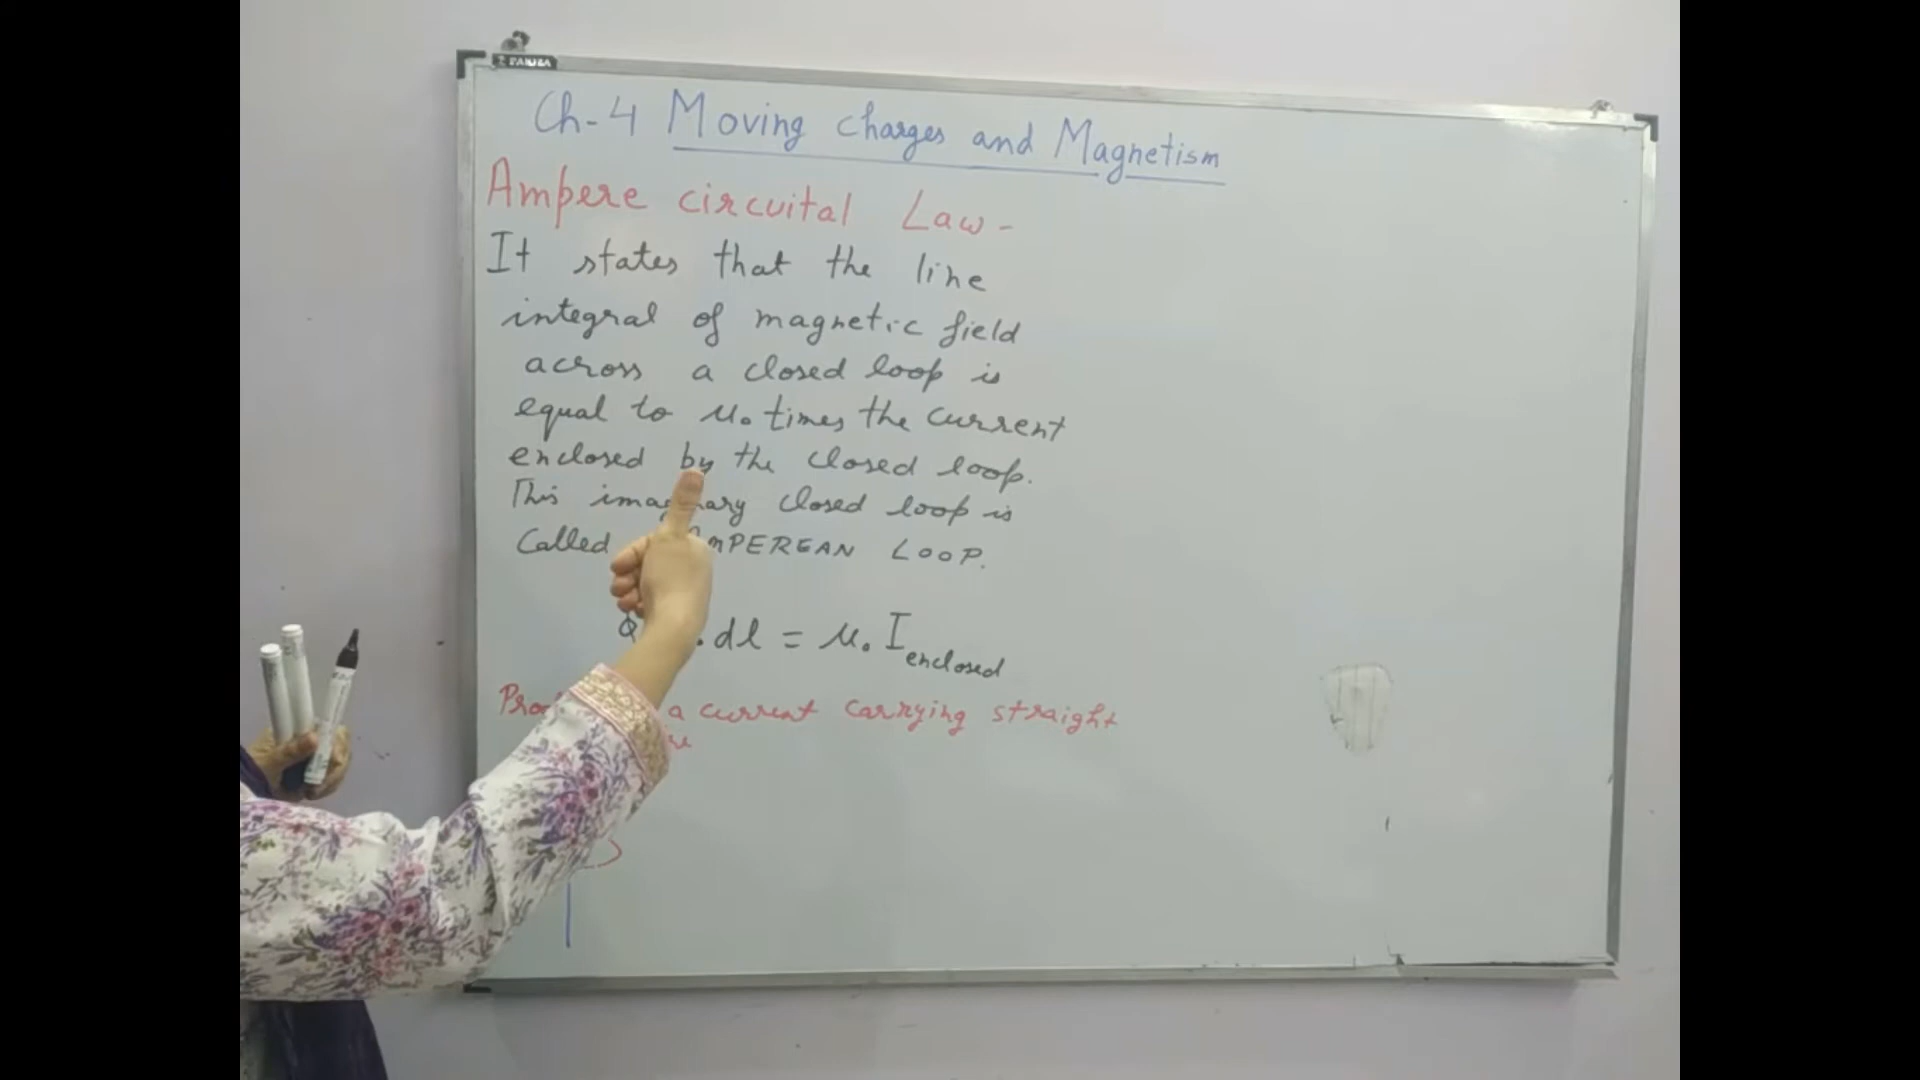 Ch-4 Moving Charges and Magnetism
Ampere circuital Law -
It states that the line
integral of magnetic field
across a closed loop is
equal to μ₀ times the current
enclosed by the closed loop.
This imaginary closed loop is
Called AMPEREAN LOOP.
. dl = μ₀ I enclosed
a current carrying straight